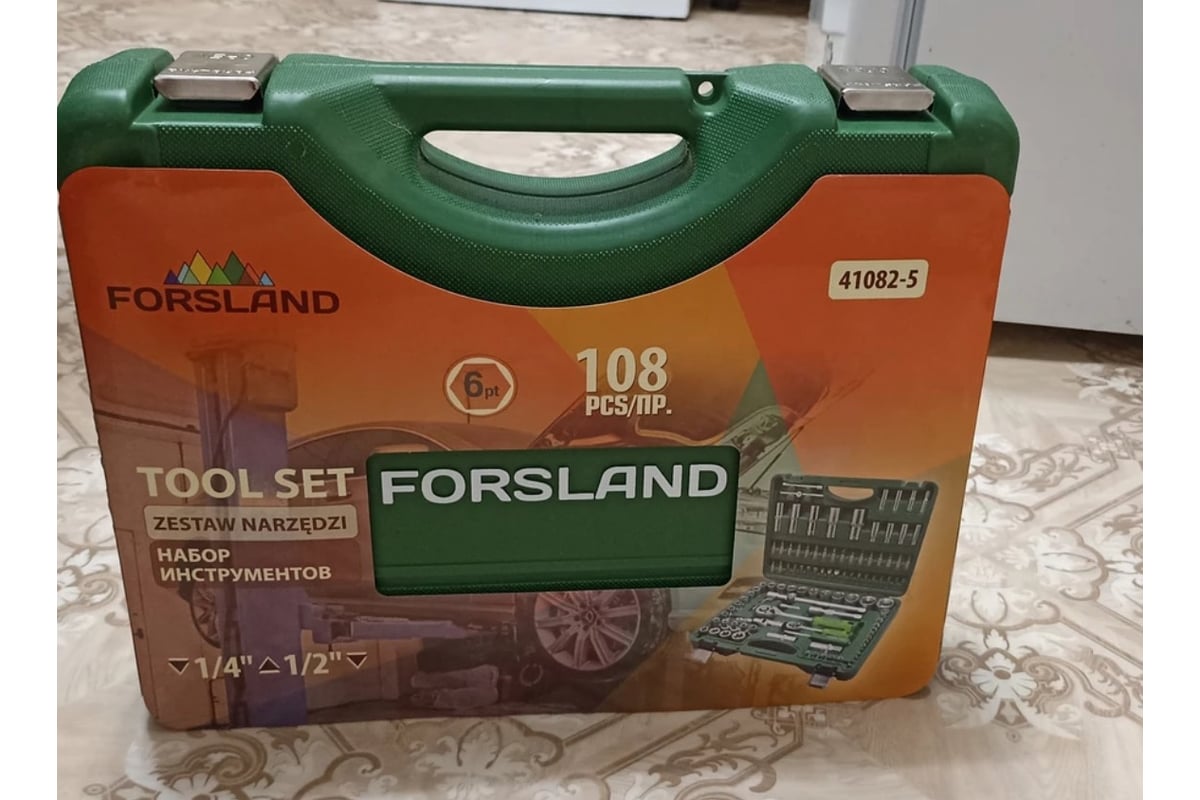 FORSLAND
41082-5
6pt
108
PCS/ПР.
TOOL SET
ZESTAW NARZĘDZI
НАБОР
ИНСТРУМЕНТОВ
FORSLAND
1/4" 1/2"